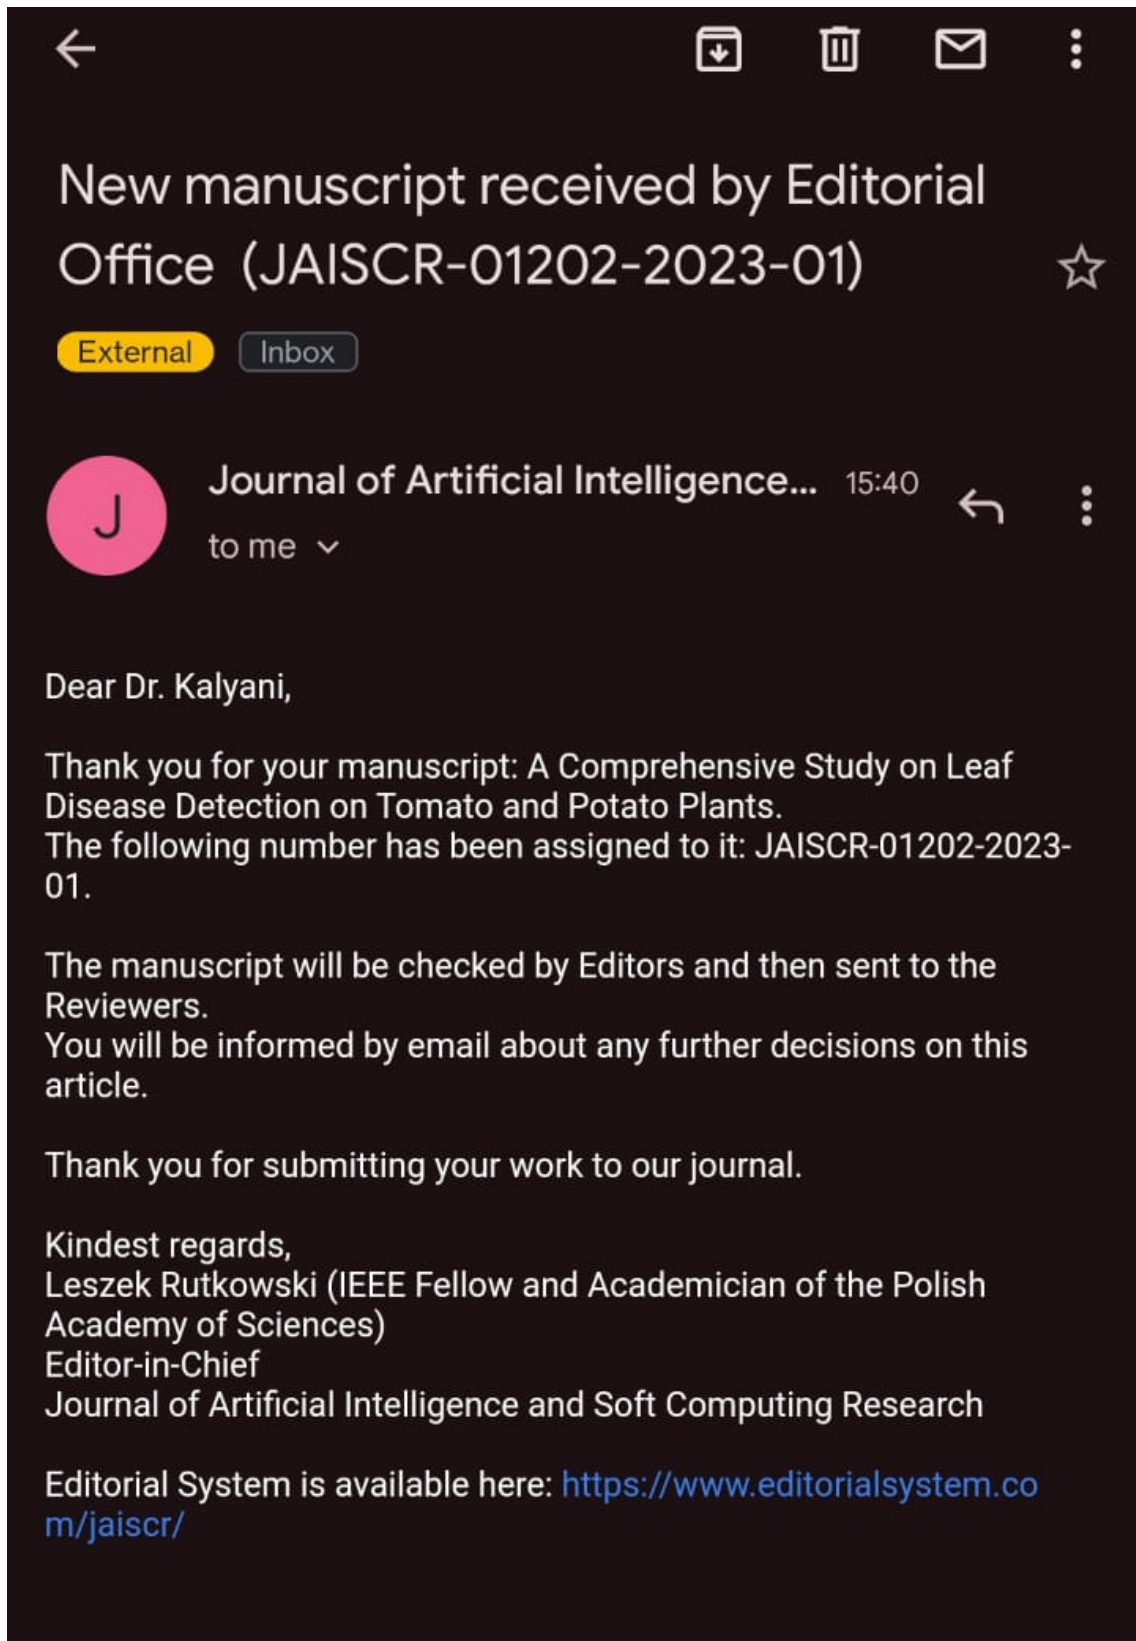 New manuscript received by Editorial
Office (JAISCR-01202-2023-01)
External Inbox
J
Journal of Artificial Intelligence... 15:40
to me
Dear Dr. Kalyani,
Thank you for your manuscript: A Comprehensive Study on Leaf
Disease Detection on Tomato and Potato Plants.
The following number has been assigned to it: JAISCR-01202-2023-
01.
The manuscript will be checked by Editors and then sent to the
Reviewers.
You will be informed by email about any further decisions on this
article.
Thank you for submitting your work to our journal.
Kindest regards,
Leszek Rutkowski (IEEE Fellow and Academician of the Polish
Academy of Sciences)
Editor-in-Chief
Journal of Artificial Intelligence and Soft Computing Research
Editorial System is available here: https://www.editorialsystem.co
m/jaiscr/